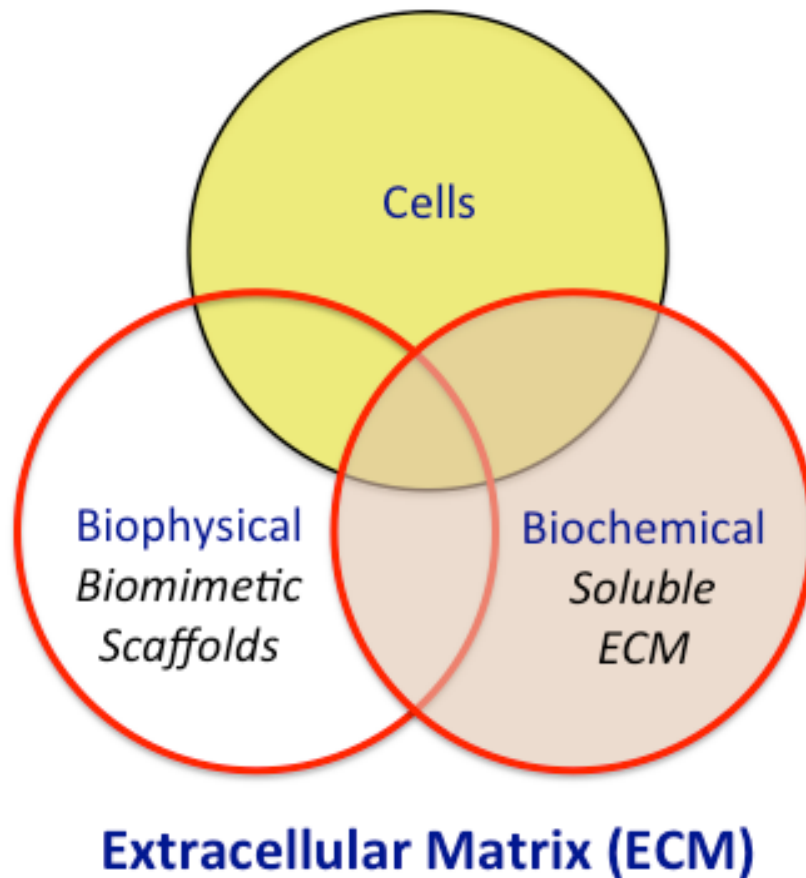 Cells
Biophysical
Biomimetic
Scaffolds
Biochemical
Soluble
ECM
Extracellular Matrix (ECM)